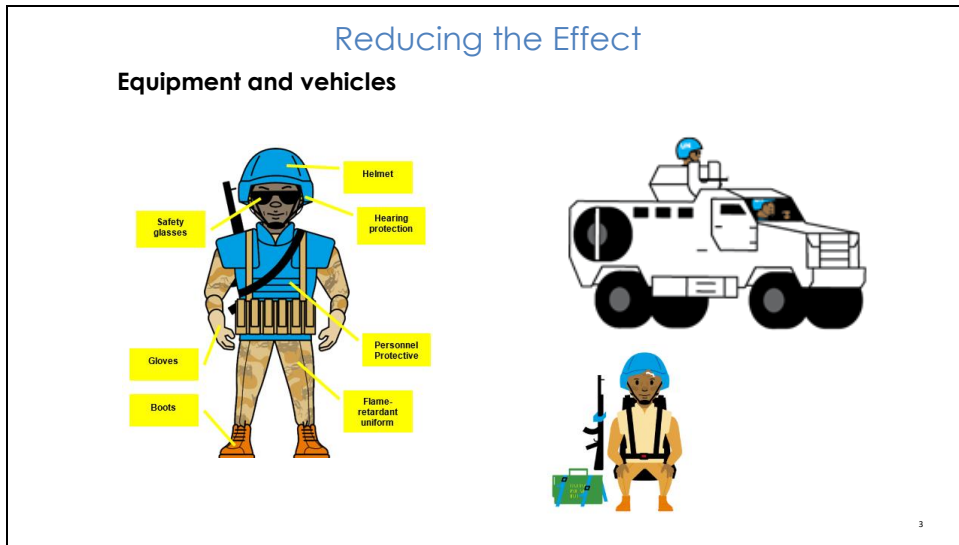 Reducing the Effect
Equipment and vehicles
Helmet
Safety
glasses
Hearing
protection
Personnel
Protective
Gloves
Boots
Flame-
retardant
uniform
UN
3